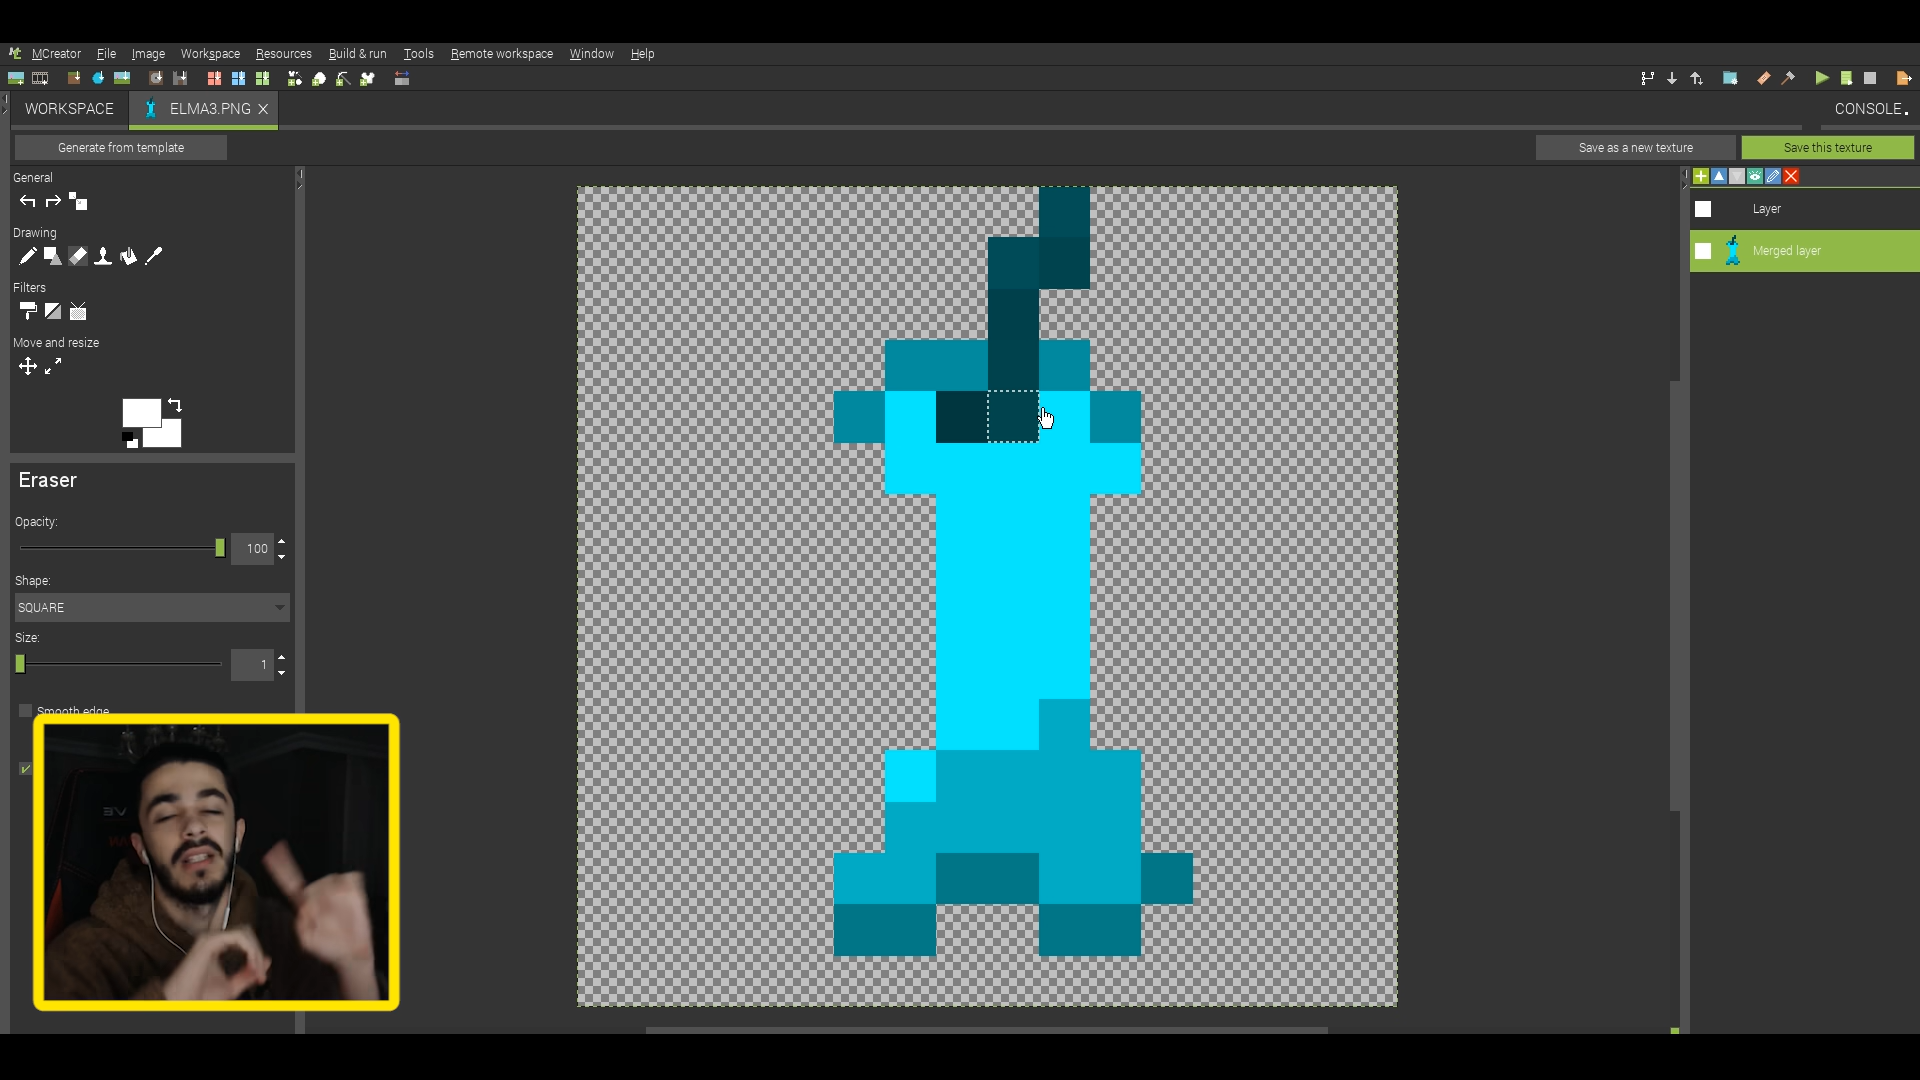 MCreator File Image Workspace Resources Build & run Tools Remote workspace Window Help
WORKSPACE ELMA3.PNG CONSOLE
Generate from template Save as a new texture Save this texture
General
Layer
Drawing
Merged layer
Filters
Move and resize
Eraser
Opacity:
100
Shape:
SQUARE
Size:
1
Smooth edge